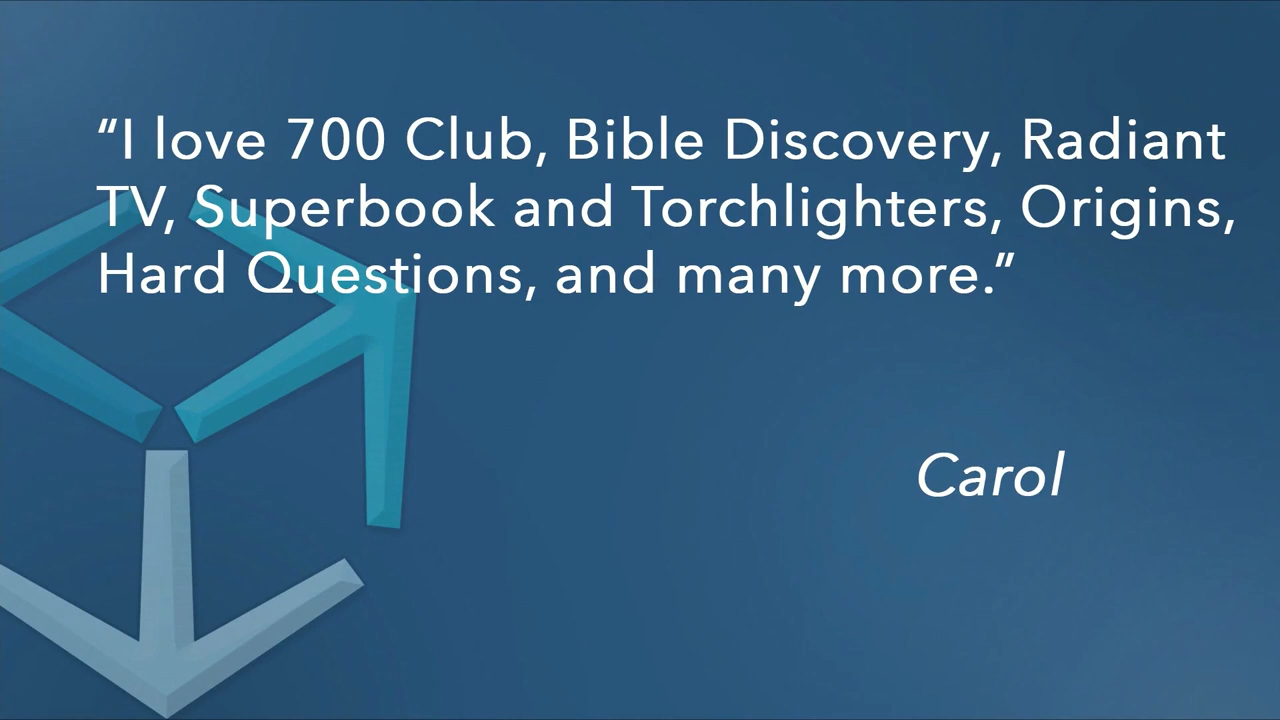 “I love 700 Club, Bible Discovery, Radiant
TV, Superbook and Torchlighters, Origins,
Hard Questions, and many more.”
Carol